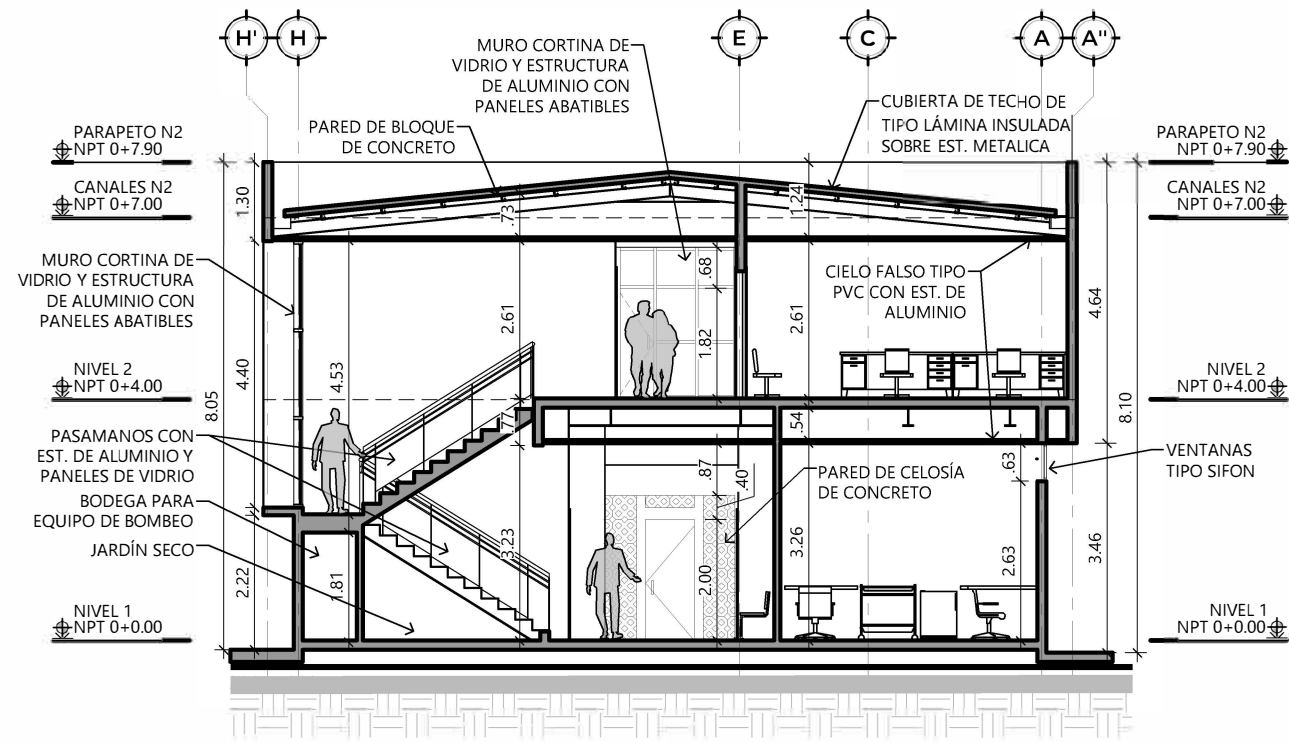 H'
H
E
C
A
A''
MURO CORTINA DE
VIDRIO Y ESTRUCTURA
DE ALUMINIO CON
PANELES ABATIBLES
PARED DE BLOQUE
DE CONCRETO
CUBIERTA DE TECHO DE
TIPO LÁMINA INSULADA
SOBRE EST. METALICA
PARAPETO N2
NPT 0+7.90
PARAPETO N2
NPT 0+7.90
CANALES N2
NPT 0+7.00
CANALES N2
NPT 0+7.00
1.30
.73
1.24
MURO CORTINA DE
VIDRIO Y ESTRUCTURA
DE ALUMINIO CON
PANELES ABATIBLES
CIELO FALSO TIPO
PVC CON EST. DE
ALUMINIO
.68
2.61
1.82
2.61
4.64
NIVEL 2
NPT 0+4.00
NIVEL 2
NPT 0+4.00
8.05
4.40
4.53
8.10
.77
.54
PASAMANOS CON
EST. DE ALUMINIO Y
PANELES DE VIDRIO
.87
.40
.63
PARED DE CELOSÍA
DE CONCRETO
VENTANAS
TIPO SIFON
BODEGA PARA
EQUIPO DE BOMBEO
JARDÍN SECO
2.22
1.81
3.23
2.00
3.26
2.63
3.46
NIVEL 1
NPT 0+0.00
NIVEL 1
NPT 0+0.00